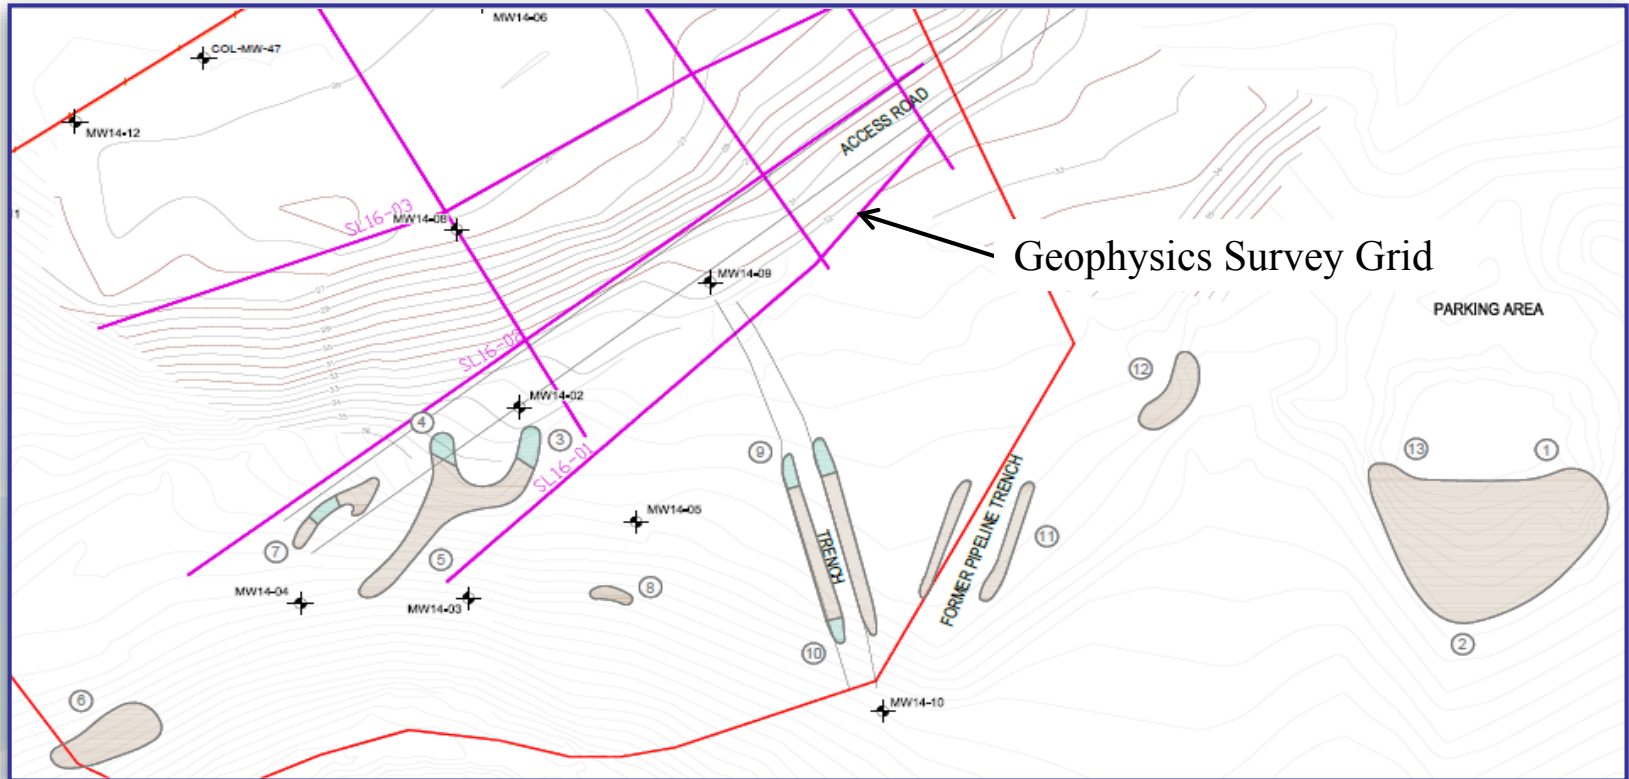 MW14-06
COL-MW-47
MW14-12
ACCESS ROAD
1
SL16-03
MW14-08
Geophysics Survey Grid
MW14-09
PARKING AREA
SL16-02
12
MW14-02
4
3
13
1
9
SL16-01
FORMER PIPELINE TRENCH
MW14-05
TRENCH
11
7
5
MW14-04
8
MW14-03
2
10
6
MW14-10